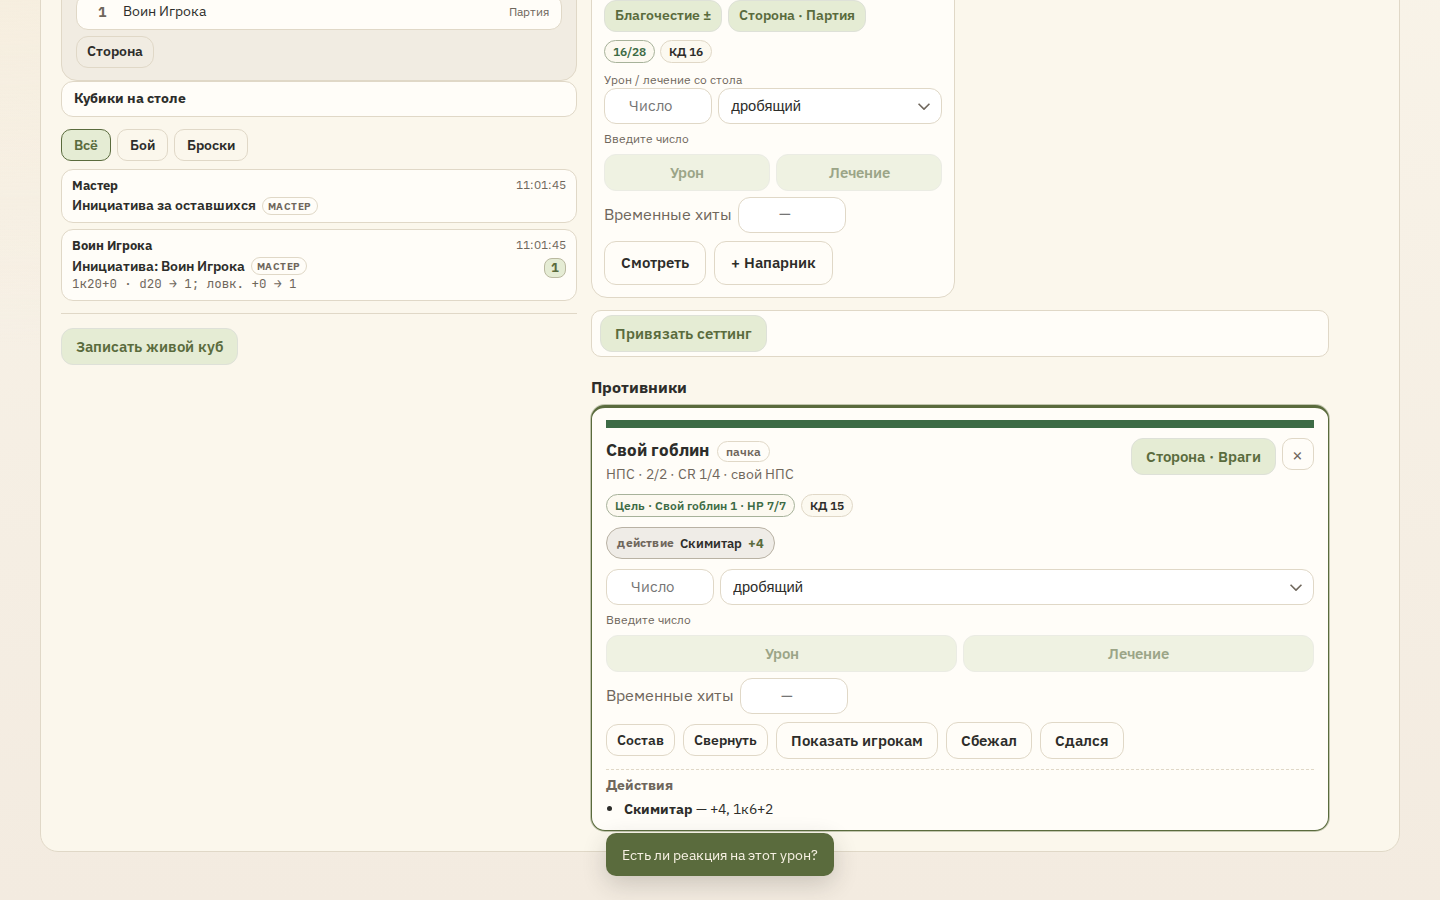 1 Воин Игрока Партия
Сторона
Кубики на столе
Всё Бой Броски
Мастер 11:01:45
Инициатива за оставшихся МАСТЕР
Воин Игрока 11:01:45
Инициатива: Воин Игрока МАСТЕР 1
1к20+0 · d20 → 1; ловк. +0 → 1
Записать живой куб
Благочестие ± Сторона · Партия
16/28 КД 16
Урон / лечение со стола
Число дробящий
Введите число
Урон Лечение
Временные хиты —
Смотреть + Напарник
Привязать сеттинг
Противники
Свой гоблин пачка Сторона · Враги ×
НПС · 2/2 · CR 1/4 · свой НПС
Цель · Свой гоблин 1 · HP 7/7 КД 15
действие Скимитар +4
Число дробящий
Введите число
Урон Лечение
Временные хиты —
Состав Свернуть Показать игрокам Сбежал Сдался
Действия
• Скимитар — +4, 1к6+2
Есть ли реакция на этот урон?